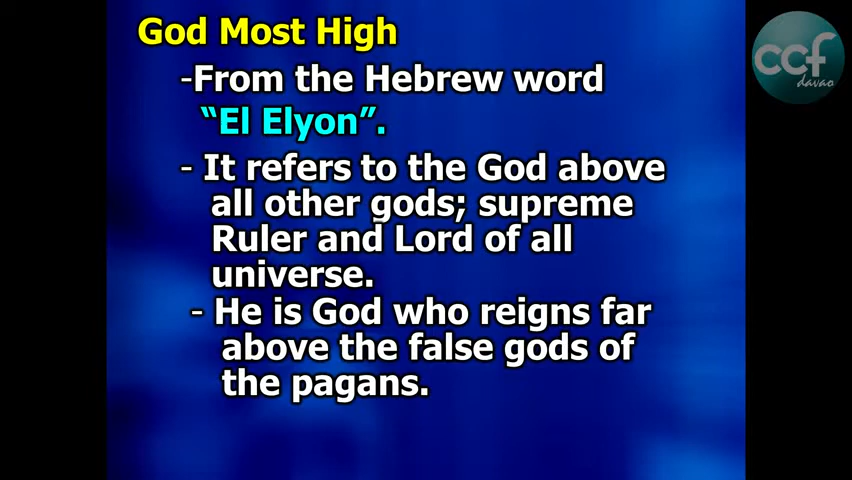 God Most High
-From the Hebrew word
“El Elyon”.
- It refers to the God above
all other gods; supreme
Ruler and Lord of all
universe.
- He is God who reigns far
above the false gods of
the pagans.
ccf
davao